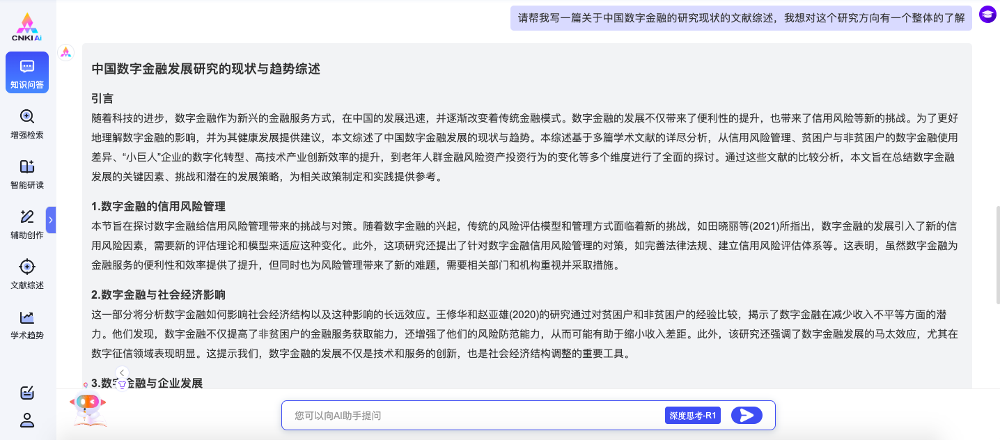 请帮我写一篇关于中国数字金融的研究现状的文献综述，我想对这个研究方向有一个整体的了解
CNKI Ai
知识问答
增强检索
智能研读
辅助创作
文献综述
学术趋势
中国数字金融发展研究的现状与趋势综述
引言
随着科技的进步，数字金融作为新兴的金融服务方式，在中国的发展迅速，并逐渐改变着传统金融模式。数字金融的发展不仅带来了便利性的提升，也带来了信用风险等新的挑战。为了更好
地理解数字金融的影响，并为其健康发展提供建议，本文综述了中国数字金融发展的现状与趋势。本综述基于多篇学术文献的详尽分析，从信用风险管理、贫困户与非贫困户的数字金融使用
差异、“小巨人”企业的数字化转型、高技术产业创新效率的提升，到老年人群金融风险资产投资行为的变化等多个维度进行了全面的探讨。通过这些文献的比较分析，本文旨在总结数字金融
发展的关键因素、挑战和潜在的发展策略，为相关政策制定和实践提供参考。
1.数字金融的信用风险管理
本节旨在探讨数字金融给信用风险管理带来的挑战与对策。随着数字金融的兴起，传统的风险评估模型和管理方式面临着新的挑战，如田晓丽等(2021)所指出，数字金融的发展引入了新的信
用风险因素，需要新的评估理论和模型来适应这种变化。此外，这项研究还提出了针对数字金融信用风险管理的对策，如完善法律法规、建立信用风险评估体系等。这表明，虽然数字金融为
金融服务的便利性和效率提供了提升，但同时也为风险管理带来了新的难题，需要相关部门和机构重视并采取措施。
2.数字金融与社会经济影响
这一部分将分析数字金融如何影响社会经济结构以及这种影响的长远效应。王修华和赵亚雄(2020)的研究通过对贫困户和非贫困户的经验比较，揭示了数字金融在减少收入不平等方面的潜
力。他们发现，数字金融不仅提高了非贫困户的金融服务获取能力，还增强了他们的风险防范能力，从而可能有助于缩小收入差距。此外，该研究还强调了数字金融发展的马太效应，尤其在
数字征信领域表现明显。这提示我们，数字金融的发展不仅是技术和服务的创新，也是社会经济结构调整的重要工具。
3.数字金融与企业发展
您可以向AI助手提问
深度思考-R1